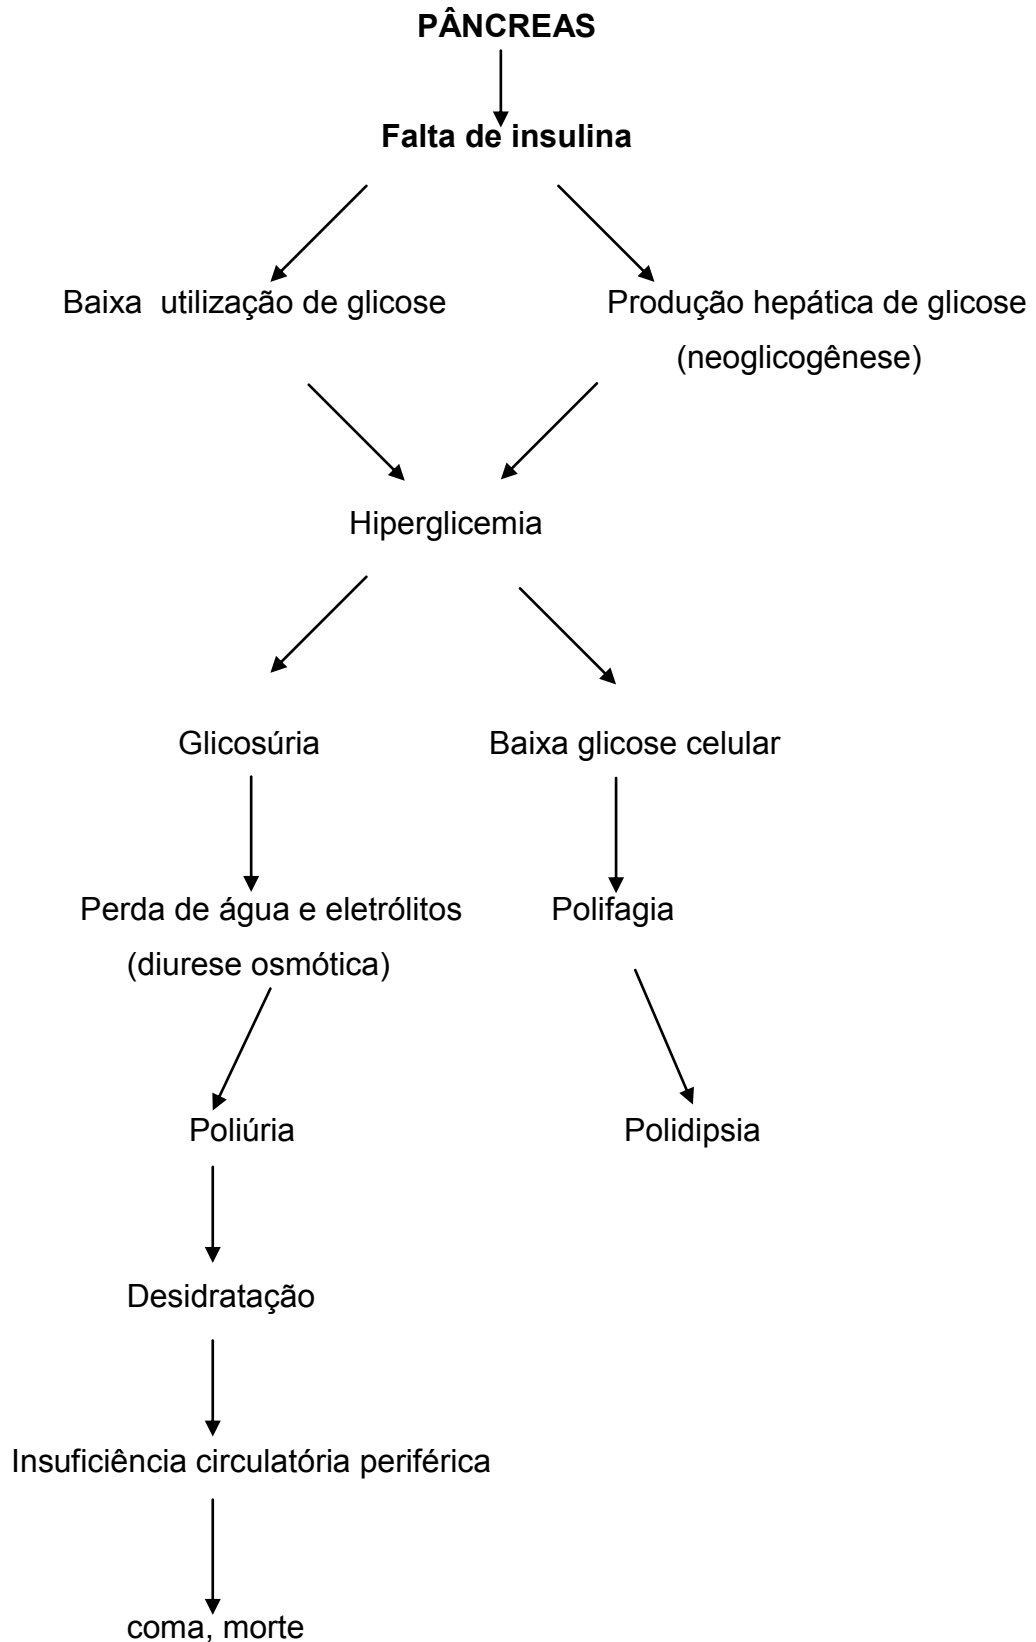 PÂNCREAS
Falta de insulina
Baixa utilização de glicose
Produção hepática de glicose
(neoglicogênese)
Hiperglicemia
Glicosúria
Baixa glicose celular
Perda de água e eletrólitos
(diurese osmótica)
Polifagia
Poliúria
Polidipsia
Desidratação
Insuficiência circulatória periférica
coma, morte